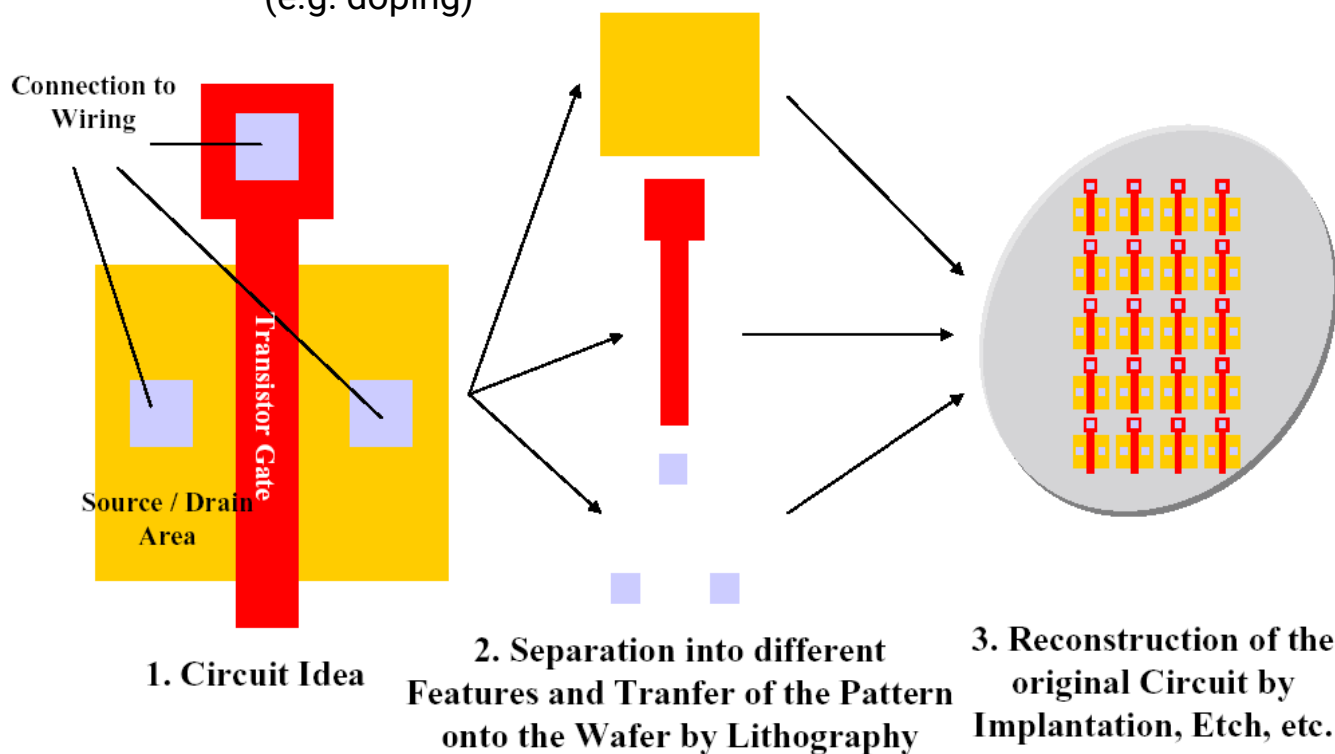 (e.g. doping)
Connection to
Wiring
Transistor Gate
Source / Drain
Area
1. Circuit Idea
2. Separation into different
Features and Tranfer of the Pattern
onto the Wafer by Lithography
3. Reconstruction of the
original Circuit by
Implantation, Etch, etc.